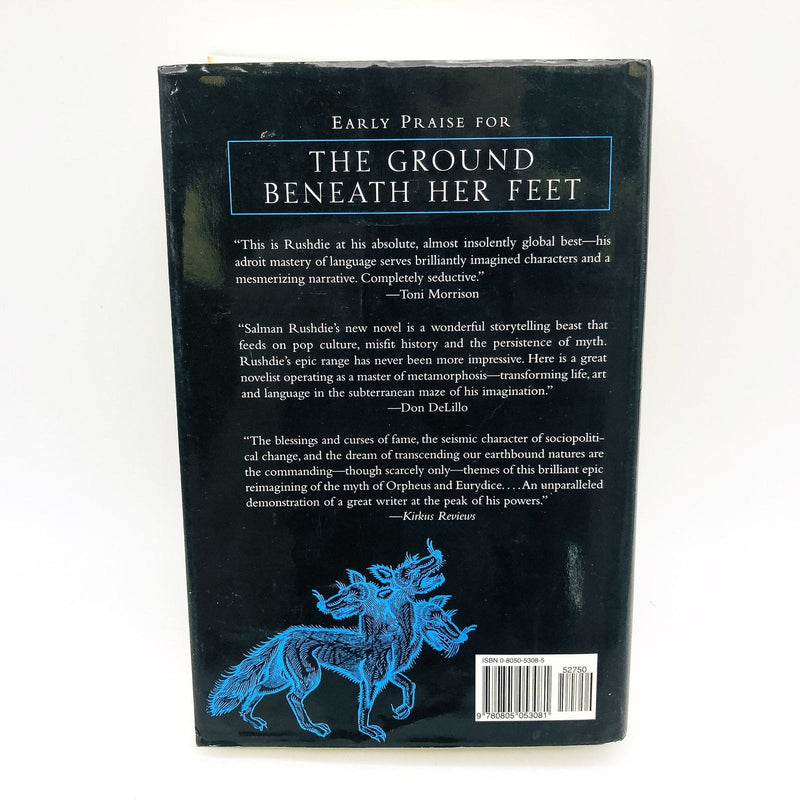 EARLY PRAISE FOR
THE GROUND
BENEATH HER FEET
“This is Rushdie at his absolute, almost insolently global best—his
adroit mastery of language serves brilliantly imagined characters and a
mesmerizing narrative. Completely seductive.”
—Toni Morrison
“Salman Rushdie’s new novel is a wonderful storytelling beast that
feeds on pop culture, misfit history and the persistence of myth.
Rushdie’s epic range has never been more impressive. Here is a great
novelist operating as a master of metamorphosis—transforming life, art
and language in the subterranean maze of his imagination.”
—Don DeLillo
“The blessings and curses of fame, the seismic character of sociopoliti-
cal change, and the dream of transcending our earthbound natures are
the commanding—though scarcely only—themes of this brilliant epic
reimagining of the myth of Orpheus and Eurydice. . . . An unparalleled
demonstration of a great writer at the peak of his powers.”
—Kirkus Reviews
ISBN 0-8050-5308-5
52750
9 780805 053081